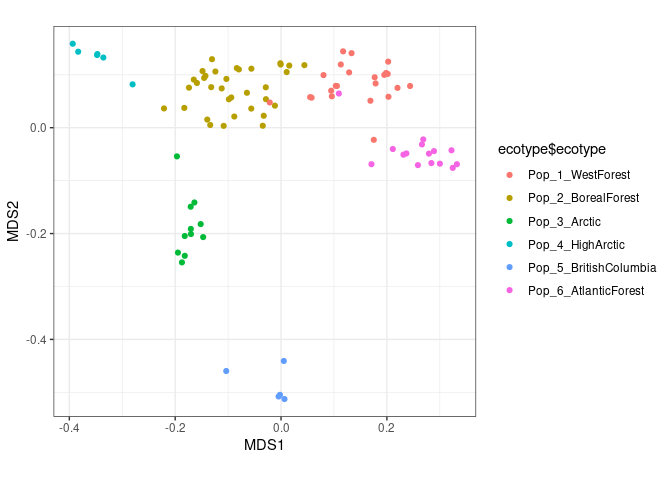 0.0
-0.2
-0.4
MDS2
-0.4
-0.2
0.0
0.2
MDS1
ecotype$ecotype
Pop_1_WestForest
Pop_2_BorealForest
Pop_3_Arctic
Pop_4_HighArctic
Pop_5_BritishColumbia
Pop_6_AtlanticForest